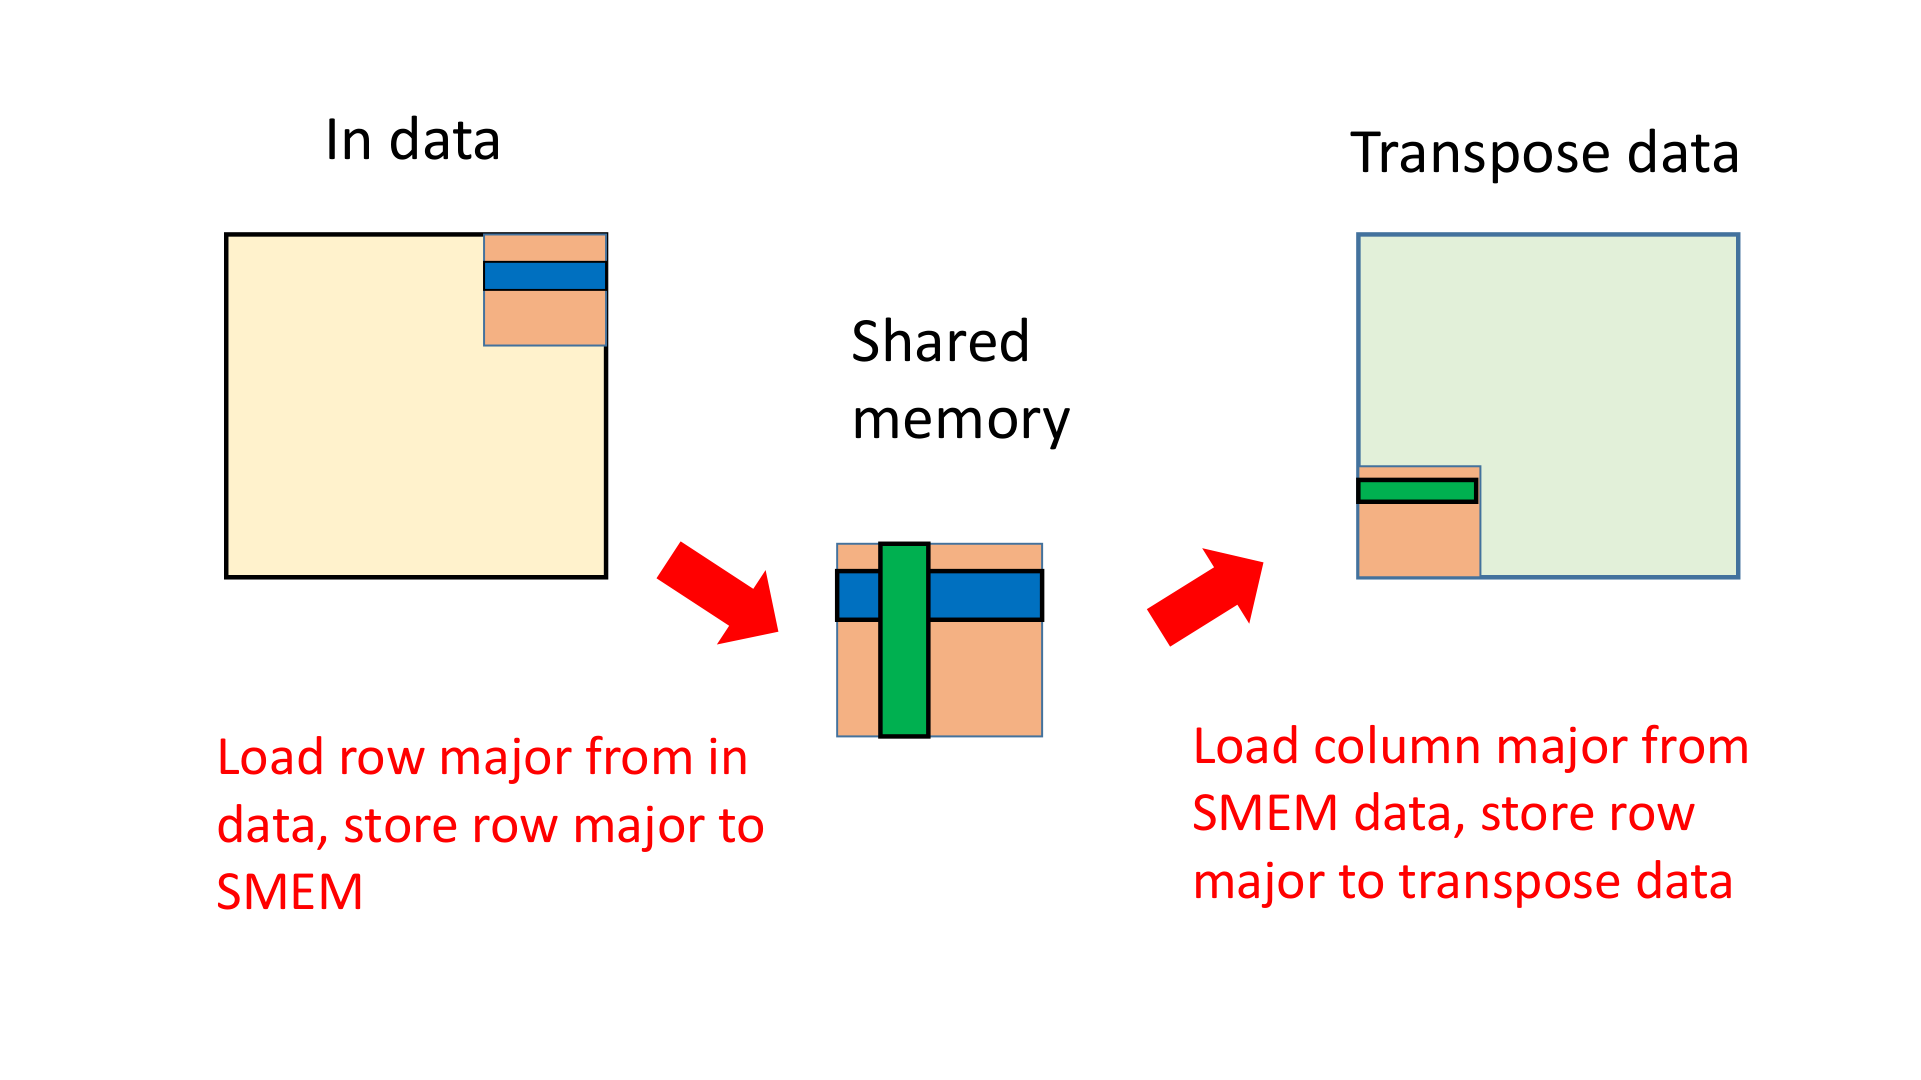 In data
Transpose data
Shared
memory
Load row major from in
data, store row major to
SMEM
Load column major from
SMEM data, store row
major to transpose data